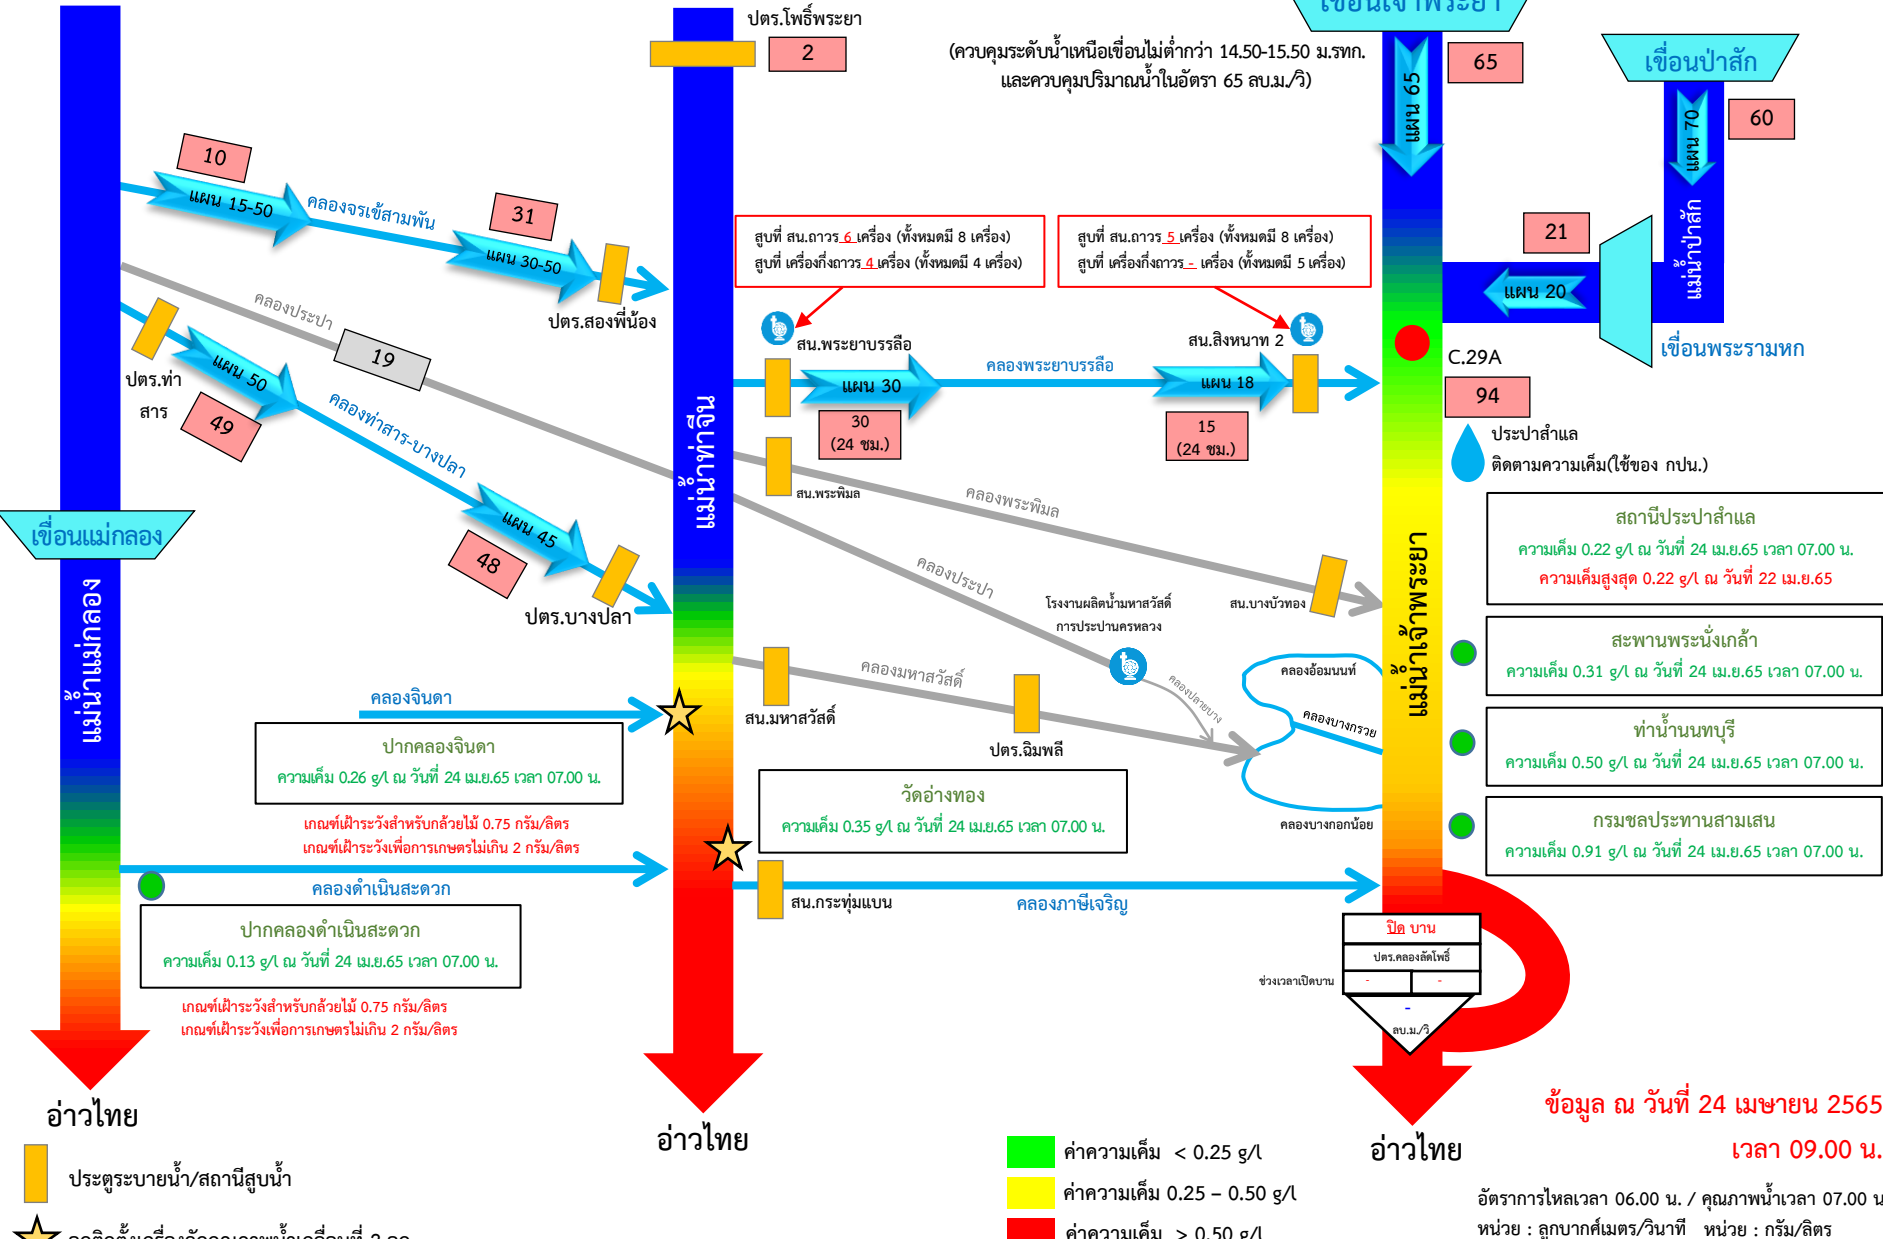 เขื่อนเจ้าพระยา
ปตร.โพธิ์พระยา
2
(ควบคุมระดับน้ำเหนือเขื่อนไม่ต่ำกว่า 14.50-15.50 ม.รทก.
และควบคุมปริมาณน้ำในอัตรา 65 ลบ.ม./วิ)
65
แผน 65
เขื่อนป่าสัก
60
แผน 70
แม่น้ำป่าสัก
10
แผน 15-50
คลองจรเข้สามพัน
31
แผน 30-50
ปตร.สองพี่น้อง
สูบที่ สน.ถาวร 6 เครื่อง (ทั้งหมดมี 8 เครื่อง)
สูบที่ เครื่องกึ่งถาวร 4 เครื่อง (ทั้งหมดมี 4 เครื่อง)
สูบที่ สน.ถาวร 5 เครื่อง (ทั้งหมดมี 8 เครื่อง)
สูบที่ เครื่องกึ่งถาวร - เครื่อง (ทั้งหมดมี 5 เครื่อง)
21
แผน 20
เขื่อนพระรามหก
คลองประปา
19
ปตร.ท่า
สาร
แผน 50
49
คลองท่าสาร-บางปลา
แผน 45
48
ปตร.บางปลา
สน.พระยาบรรลือ
แผน 30
30
(24 ชม.)
คลองพระยาบรรลือ
สน.สิงหนาท 2
แผน 18
15
(24 ชม.)
C.29A
94
ประปาสำแล
ติดตามความเค็ม(ใช้ของ กปน.)
แม่น้ำท่าจีน
สน.พระพิมล
คลองพระพิมล
สน.บางบัวทอง
คลองประปา
โรงงานผลิตน้ำมหาสวัสดิ์
การประปานครหลวง
คลองปลายบาง
เขื่อนแม่กลอง
แม่น้ำแม่กลอง
แม่น้ำเจ้าพระยา
สถานีประปาสำแล
ความเค็ม 0.22 g/l ณ วันที่ 24 เม.ย.65 เวลา 07.00 น.
ความเค็มสูงสุด 0.22 g/l ณ วันที่ 22 เม.ย.65
สะพานพระนั่งเกล้า
ความเค็ม 0.31 g/l ณ วันที่ 24 เม.ย.65 เวลา 07.00 น.
ท่าน้ำนนทบุรี
ความเค็ม 0.50 g/l ณ วันที่ 24 เม.ย.65 เวลา 07.00 น.
กรมชลประทานสามเสน
ความเค็ม 0.91 g/l ณ วันที่ 24 เม.ย.65 เวลา 07.00 น.
สน.มหาสวัสดิ์
คลองมหาสวัสดิ์
ปตร.ฉิมพลี
คลองอ้อมนนท์
คลองบางกรวย
คลองบางกอกน้อย
คลองจินดา
ปากคลองจินดา
ความเค็ม 0.26 g/l ณ วันที่ 24 เม.ย.65 เวลา 07.00 น.
เกณฑ์เฝ้าระวังสำหรับกล้วยไม้ 0.75 กรัม/ลิตร
เกณฑ์เฝ้าระวังเพื่อการเกษตรไม่เกิน 2 กรัม/ลิตร
วัดอ่างทอง
ความเค็ม 0.35 g/l ณ วันที่ 24 เม.ย.65 เวลา 07.00 น.
คลองดำเนินสะดวก
ปากคลองดำเนินสะดวก
ความเค็ม 0.13 g/l ณ วันที่ 24 เม.ย.65 เวลา 07.00 น.
เกณฑ์เฝ้าระวังสำหรับกล้วยไม้ 0.75 กรัม/ลิตร
เกณฑ์เฝ้าระวังเพื่อการเกษตรไม่เกิน 2 กรัม/ลิตร
สน.กระทุ่มแบน
คลองภาษีเจริญ
ปิด บาน
ปตร.คลองลัดโพธิ์
ช่วงเวลาเปิดบาน
- -
-
ลบ.ม./วิ
อ่าวไทย
อ่าวไทย
อ่าวไทย
ข้อมูล ณ วันที่ 24 เมษายน 2565
เวลา 09.00 น.
อัตราการไหลเวลา 06.00 น. / คุณภาพน้ำเวลา 07.00 น
หน่วย : ลูกบากศ์เมตร/วินาที หน่วย : กรัม/ลิตร
ประตูระบายน้ำ/สถานีสูบน้ำ
ค่าความเค็ม < 0.25 g/l
ค่าความเค็ม 0.25 – 0.50 g/l
ค่าความเค็ม > 0.50 g/l